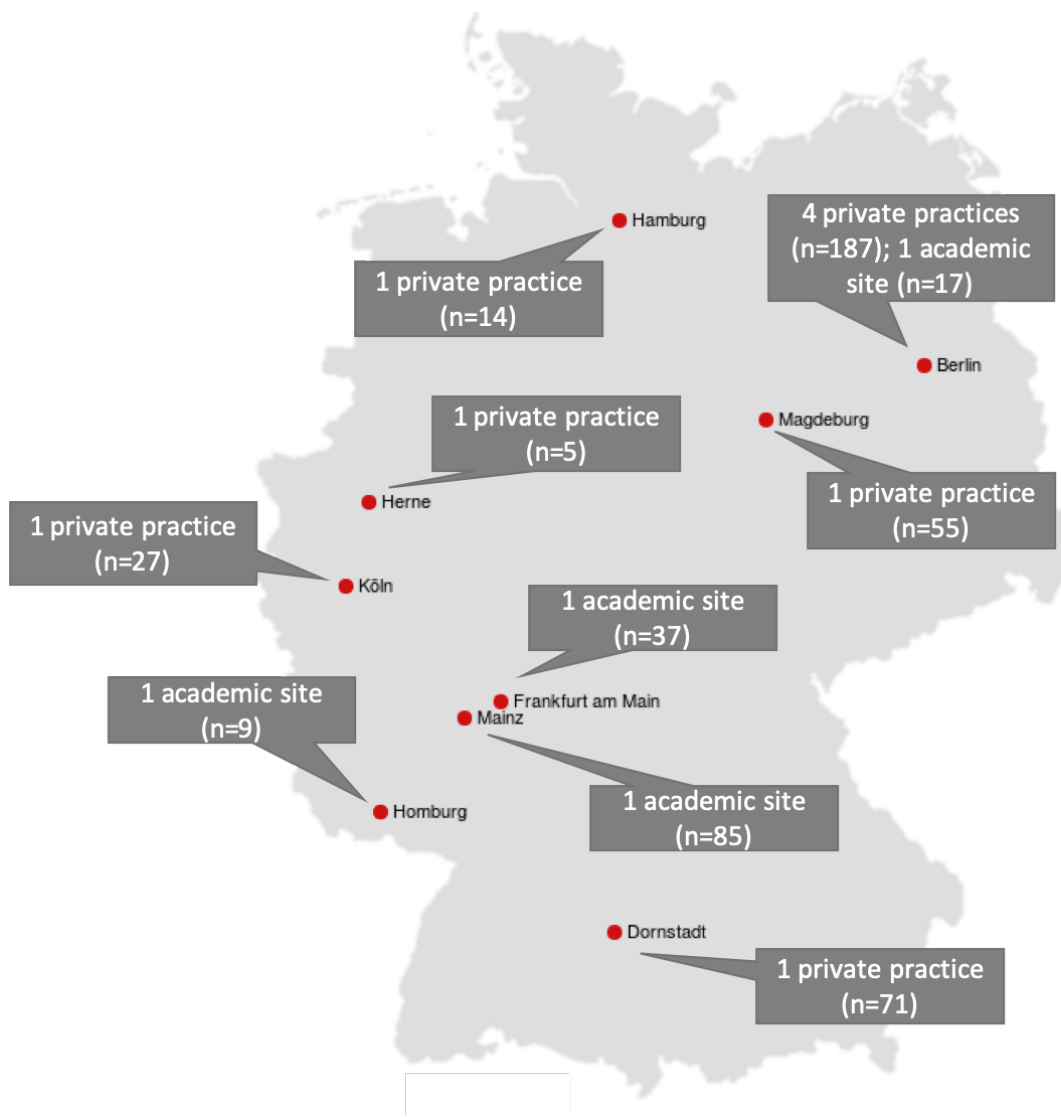 Hamburg
1 private practice
(n=14)
4 private practices
(n=187); 1 academic
site (n=17)
Berlin
Magdeburg
1 private practice
(n=55)
1 private practice
(n=5)
Herne
1 private practice
(n=27)
Köln
1 academic site
(n=37)
Frankfurt am Main
Mainz
1 academic site
(n=9)
Homburg
1 academic site
(n=85)
Dornstadt
1 private practice
(n=71)